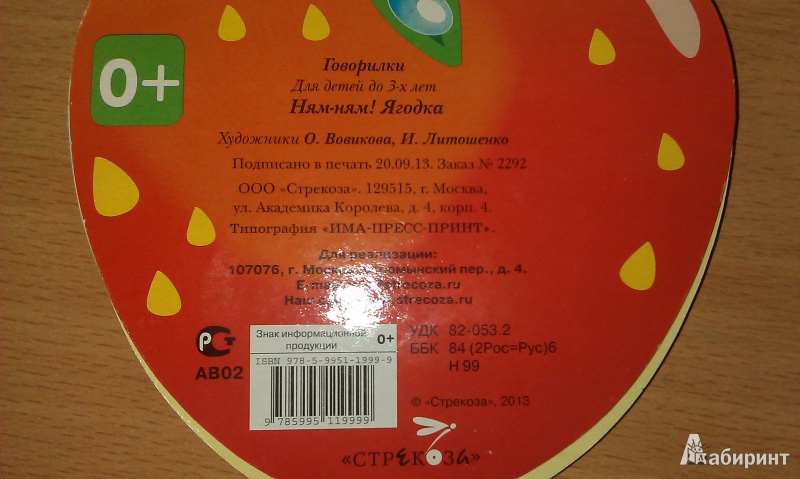 0+
Говорилки
Для детей до 3-х лет
Ням-ням! Ягодка
Художники О. Вовикова, И. Литошенко
Подписано в печать 20.09.13. Заказ № 2292
ООО «Стрекоза». 129515, г. Москва,
ул. Академика Королева, д. 4, корп. 4.
Типография «ИМА-ПРЕСС-ПРИНТ».
Для реализации:
107076, г. пер., д. 4.
strecoza.ru
РСТ
АВ02
Знак информационной
продукции 0+
ISBN 978-5-9951-1999-9
9 785995 119999
УДК 82-053.2
ББК 84 (2Рос=Рус)6
Н 99
© «Стрекоза», 2013
«СТРЕКОЗА»
Лабиринт